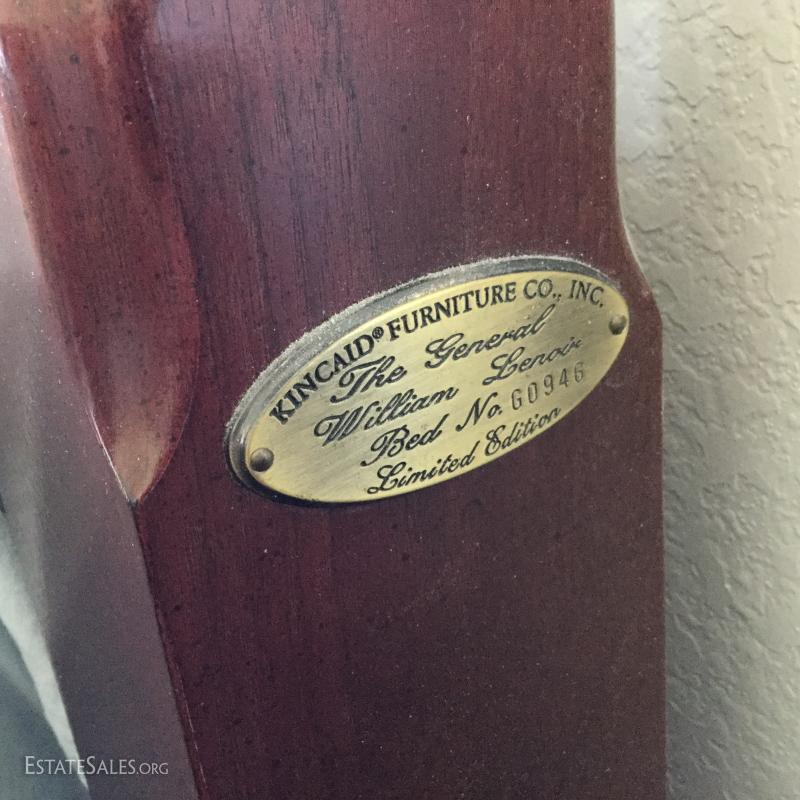 KINCAID® FURNITURE CO., INC.
The General
William Lenoir
Bed No. G0946
Limited Edition
ESTATESALES.ORG